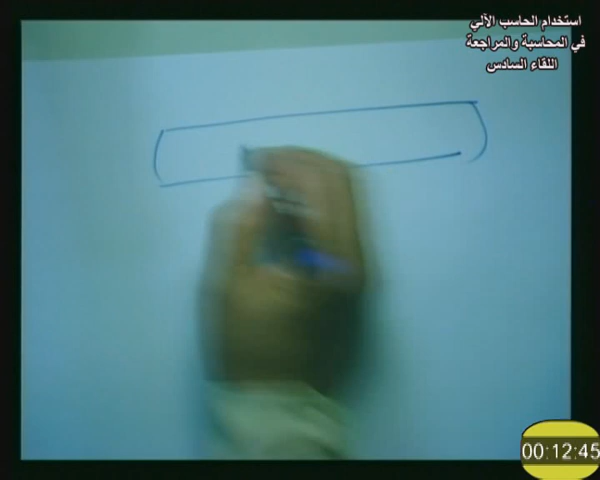 استخدام الحاسب الآلي
في المحاسبة والمراجعة
اللقاء السادس
00:12:45